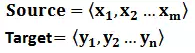 Source = ⟨x₁, x₂ ... xₘ⟩
Target= ⟨y₁, y₂ ... yₙ⟩